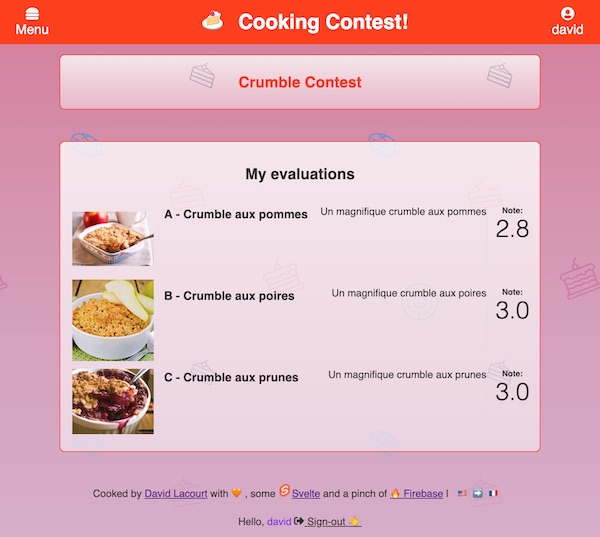 Menu
Cooking Contest!
david
Crumble Contest
My evaluations
A - Crumble aux pommes
Un magnifique crumble aux pommes
Note:
2.8
B - Crumble aux poires
Un magnifique crumble aux poires
Note:
3.0
C - Crumble aux prunes
Un magnifique crumble aux prunes
Note:
3.0
Cooked by David Lacourt with 🧡 , some Svelte and a pinch of 🔥 Firebase | 🇺🇸 ➡️ 🇫🇷
Hello, david Sign-out 👋